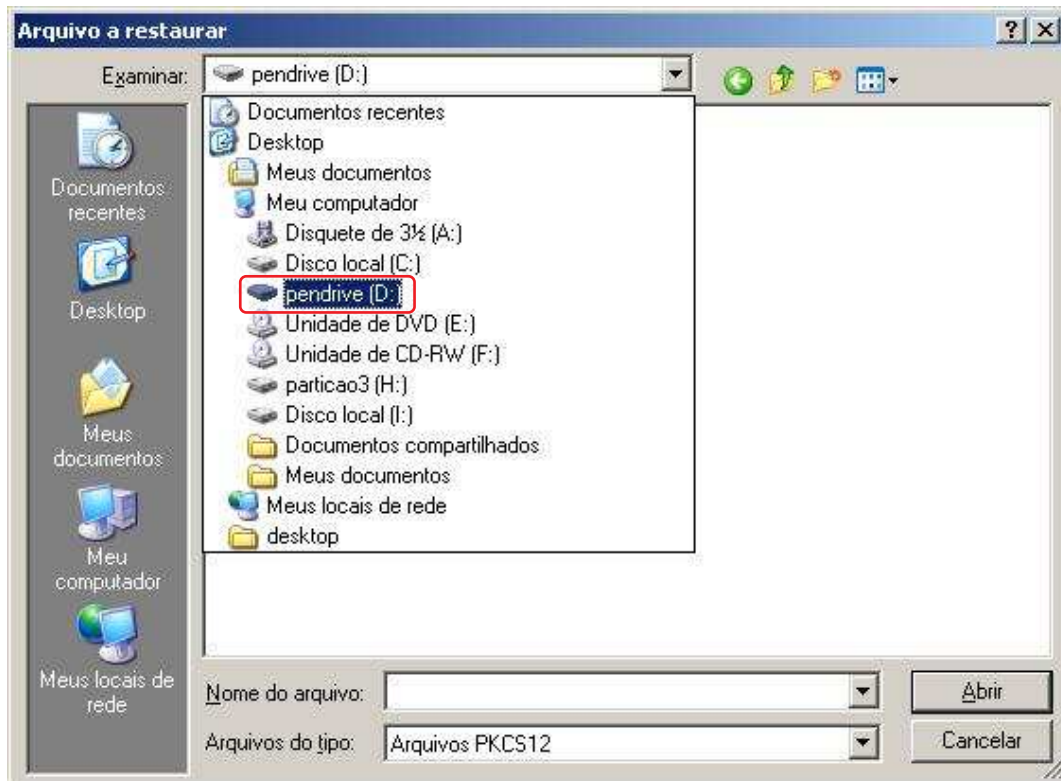 Arquivo a restaurar
Examinar:
pendrive (D:)
Documentos recentes
Desktop
Meus documentos
Meu computador
Disquete de 3½ (A:)
Disco local (C:)
pendrive (D:)
Unidade de DVD (E:)
Unidade de CD-RW (F:)
particao3 (H:)
Disco local (I:)
Documentos compartilhados
Meus documentos
Meus locais de rede
desktop
Documentos
recentes
Desktop
Meus
documentos
Meu
computador
Meus locais de
rede
Nome do arquivo:
Abrir
Arquivos do tipo:
Arquivos PKCS12
Cancelar